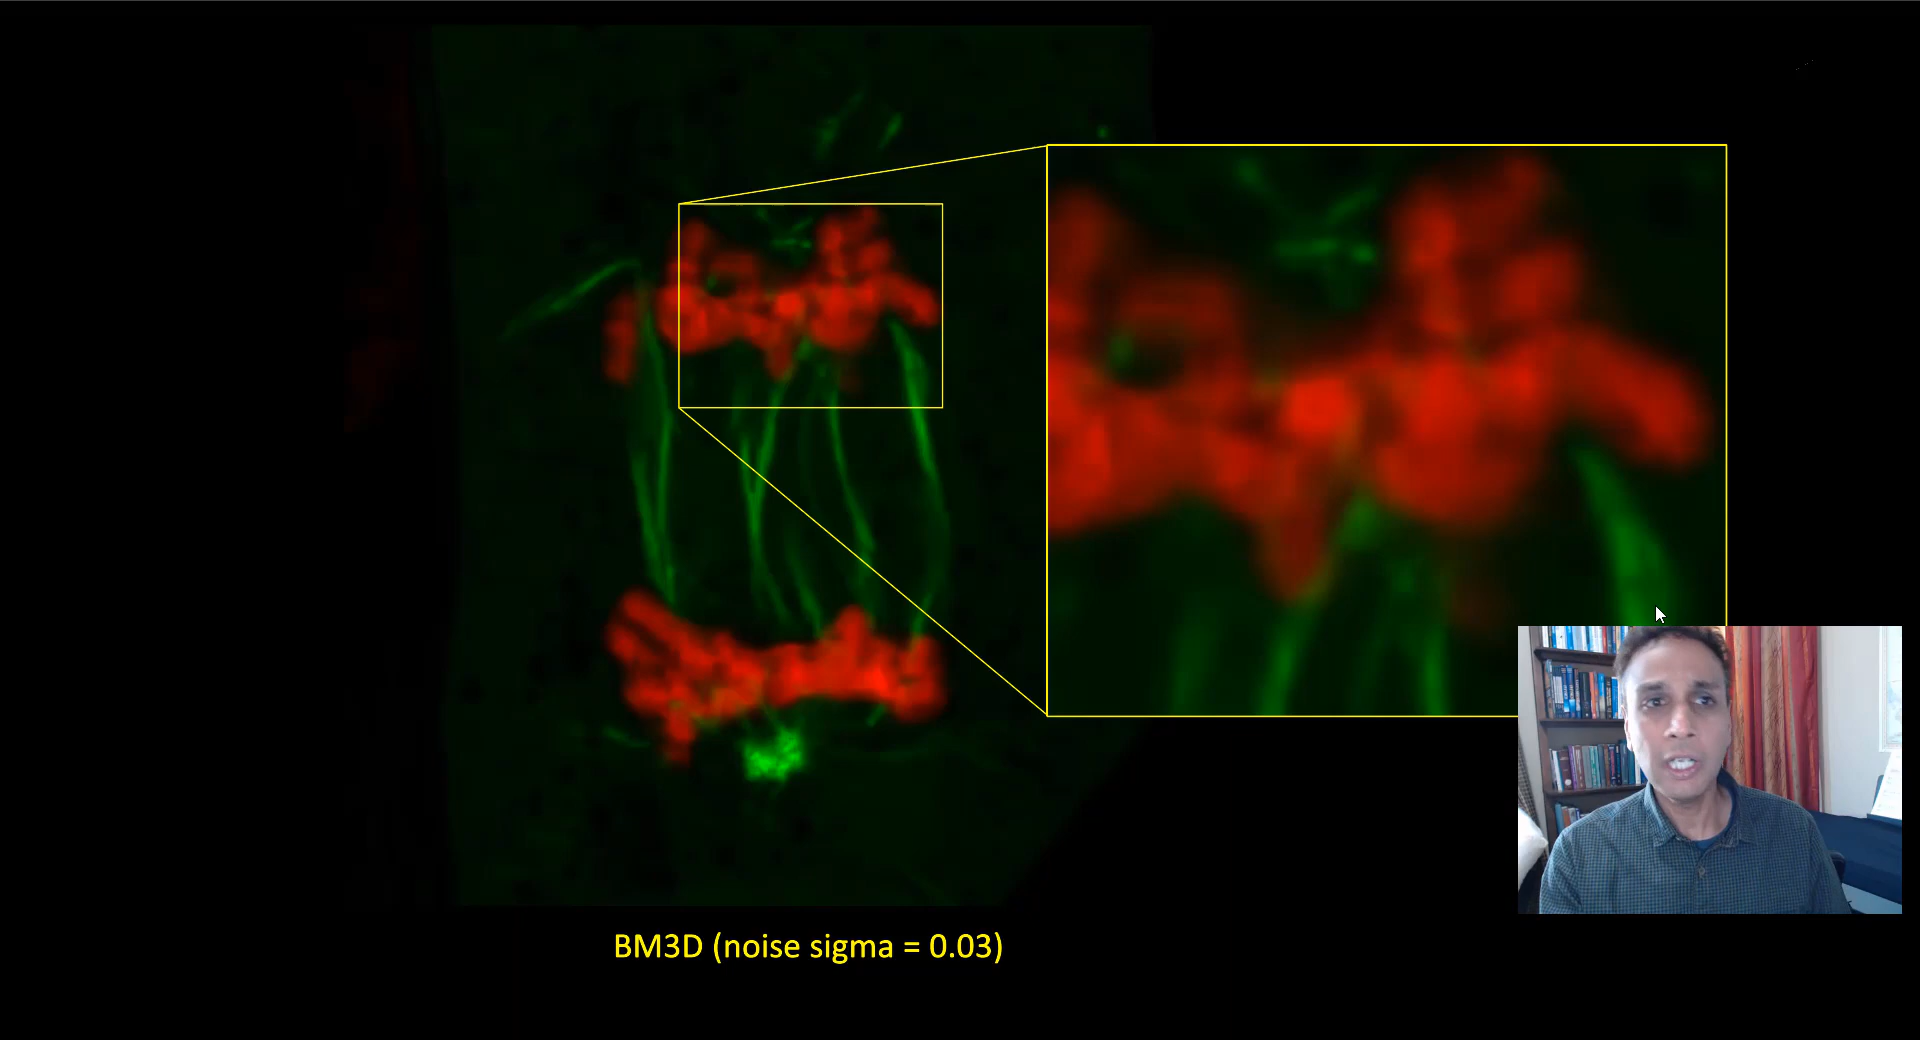 BM3D (noise sigma = 0.03)